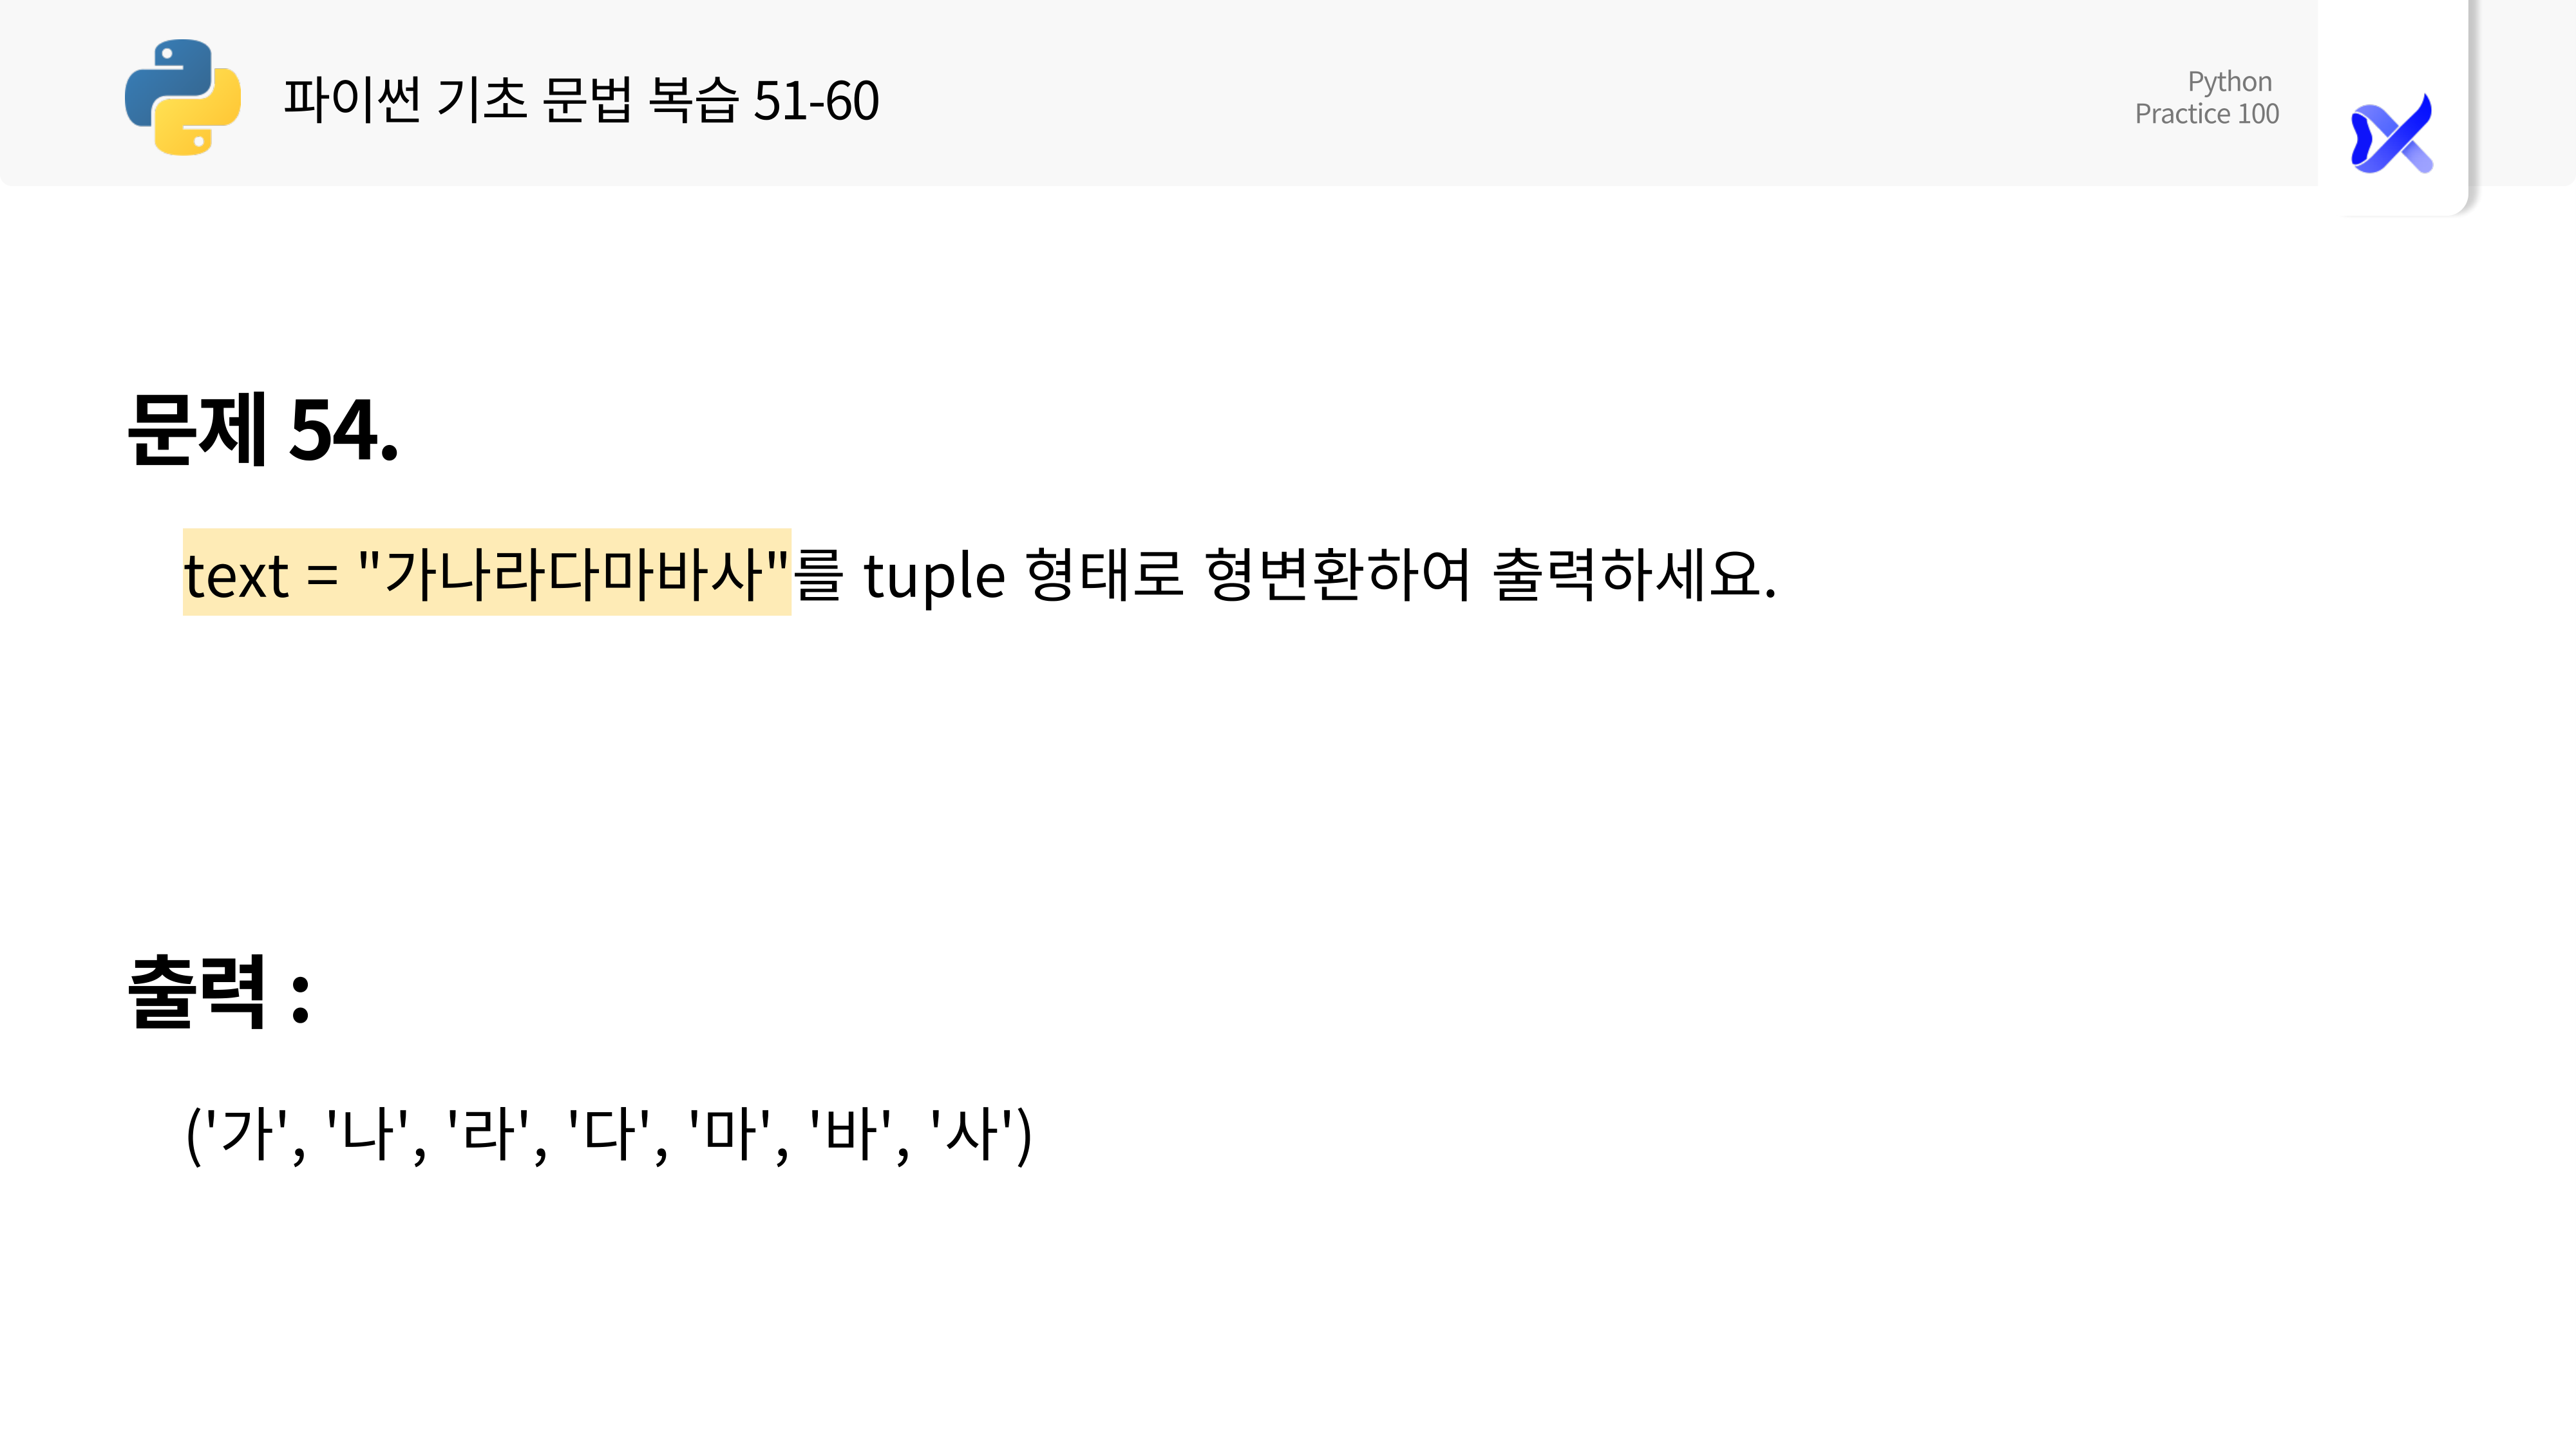 파이썬 기초 문법 복습 51-60
Python
Practice 100
문제 54.
text = "가나라다마바사"를 tuple 형태로 형변환하여 출력하세요.
출력 :
('가', '나', '라', '다', '마', '바', '사')